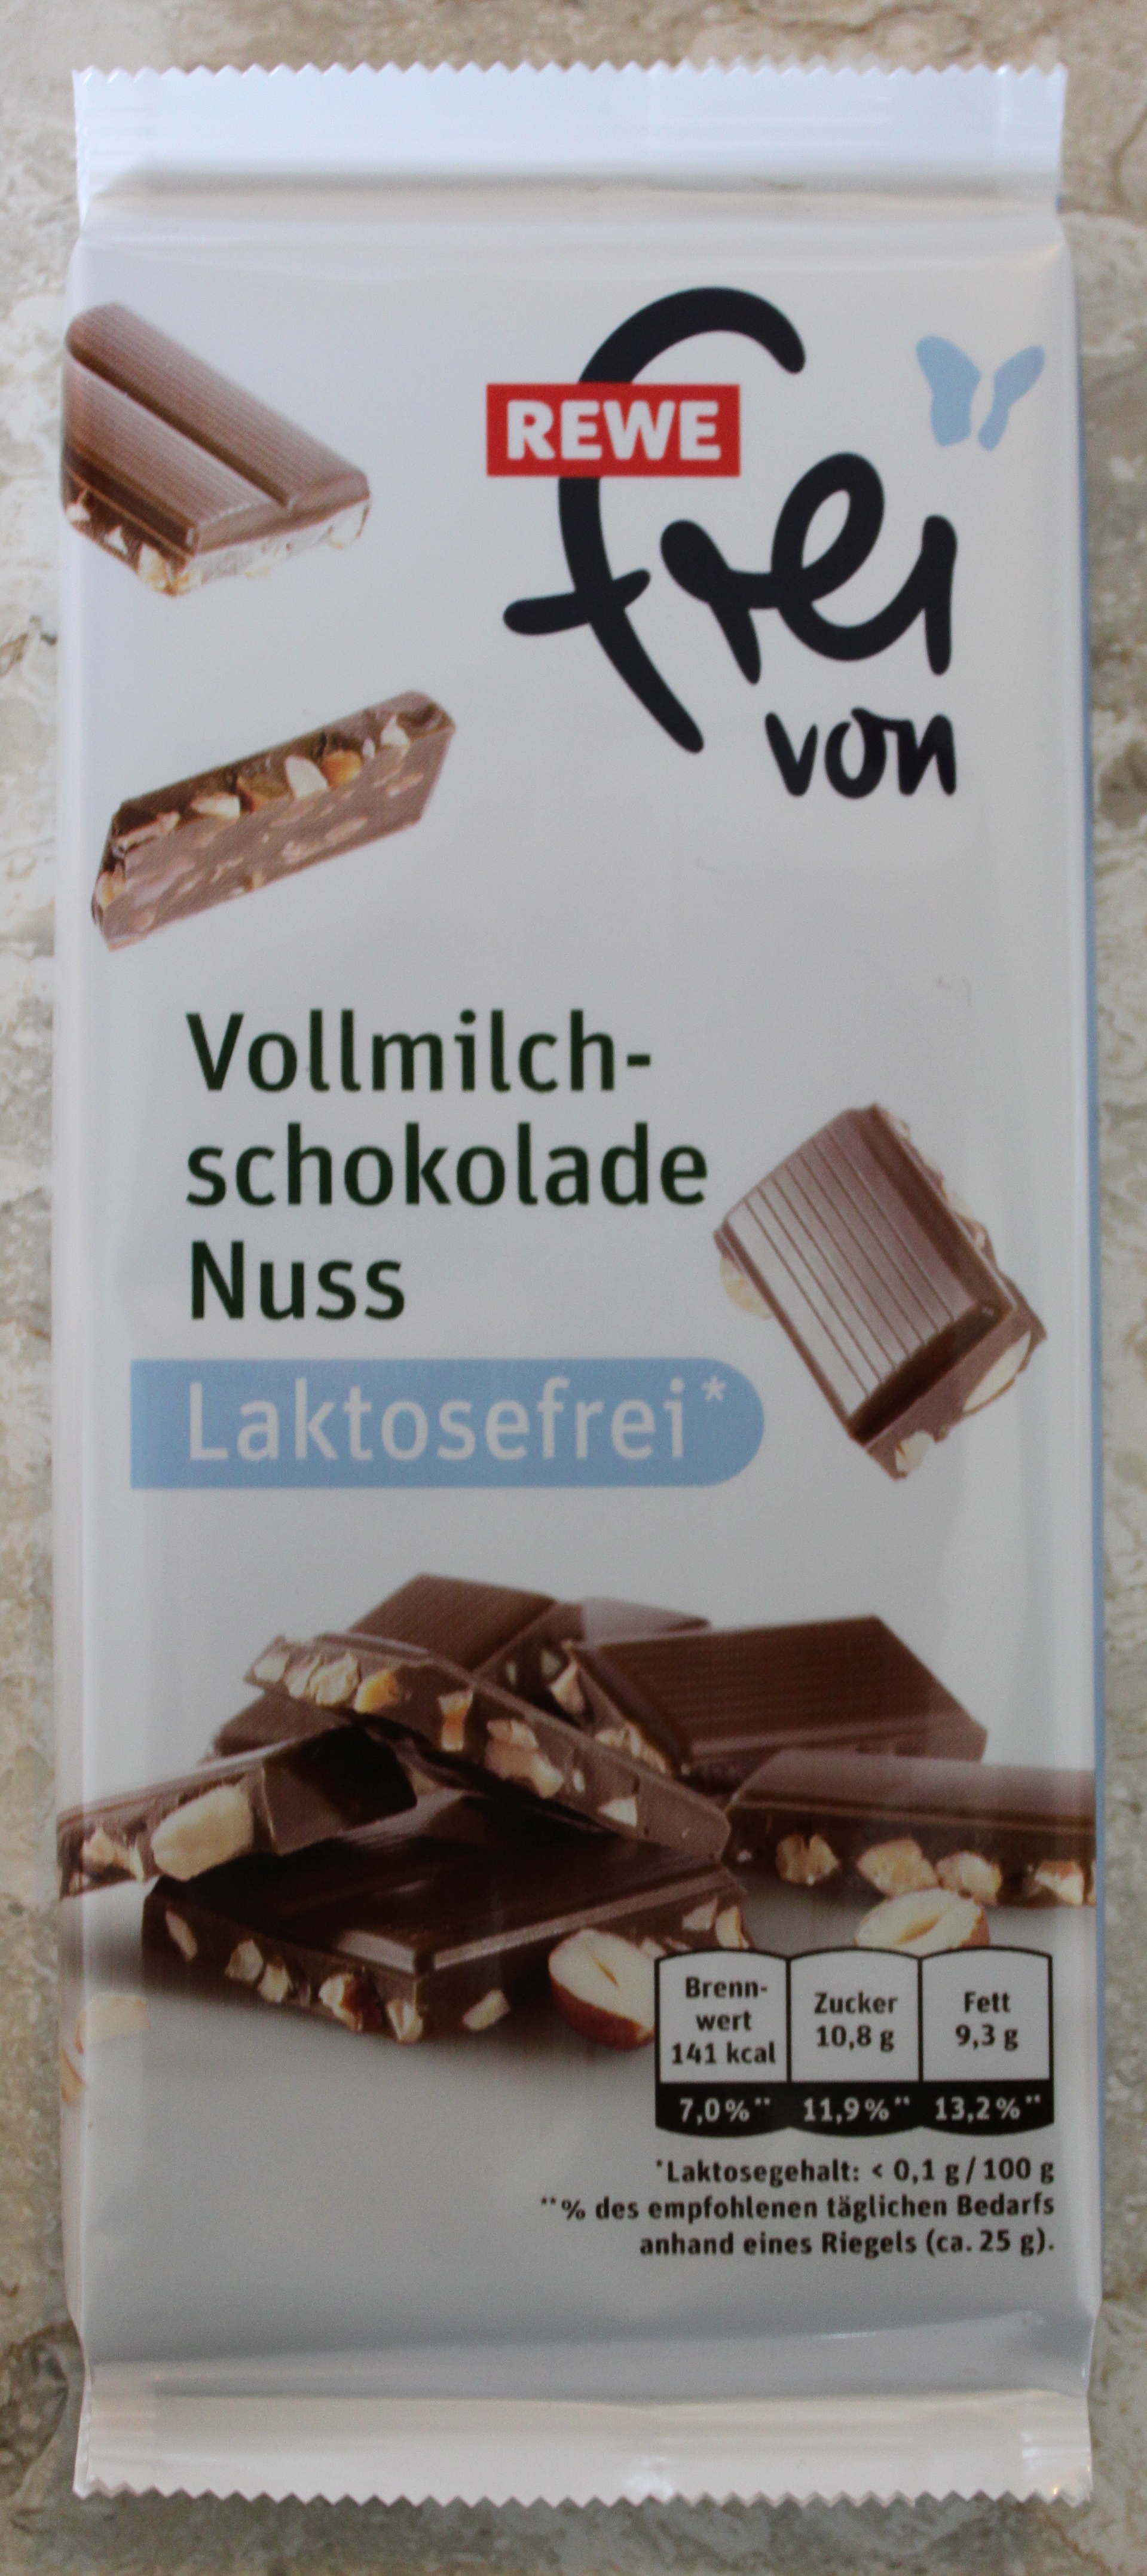 REWE
frei
von
Vollmilch-
schokolade
Nuss
Laktosefrei*
Brenn-
wert
141 kcal
7,0%**
Zucker
10,8 g
11,9%**
Fett
9,3 g
13,2%**
*Laktosegehalt: < 0,1 g/100 g
**% des empfohlenen täglichen Bedarfs
anhand eines Riegels (ca. 25 g).